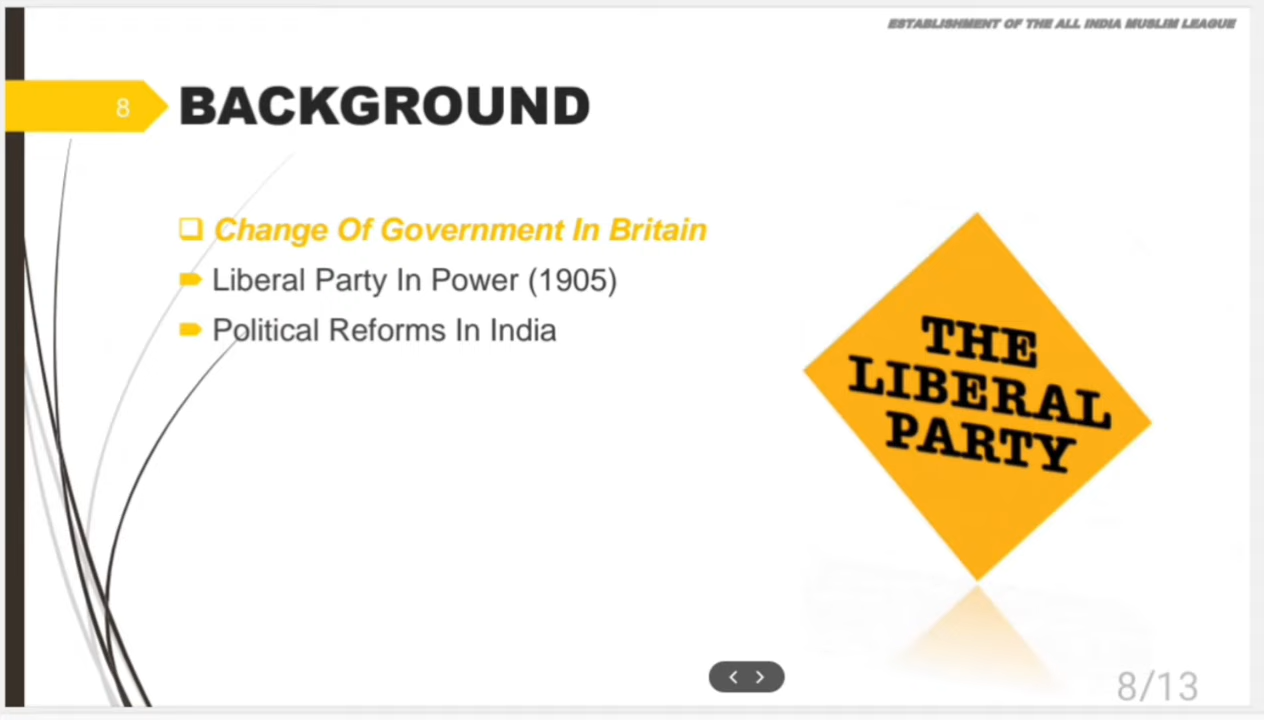 ESTABLISHMENT OF THE ALL INDIA MUSLIM LEAGUE
8
BACKGROUND
Change Of Government In Britain
Liberal Party In Power (1905)
Political Reforms In India
THE
LIBERAL
PARTY
8/13